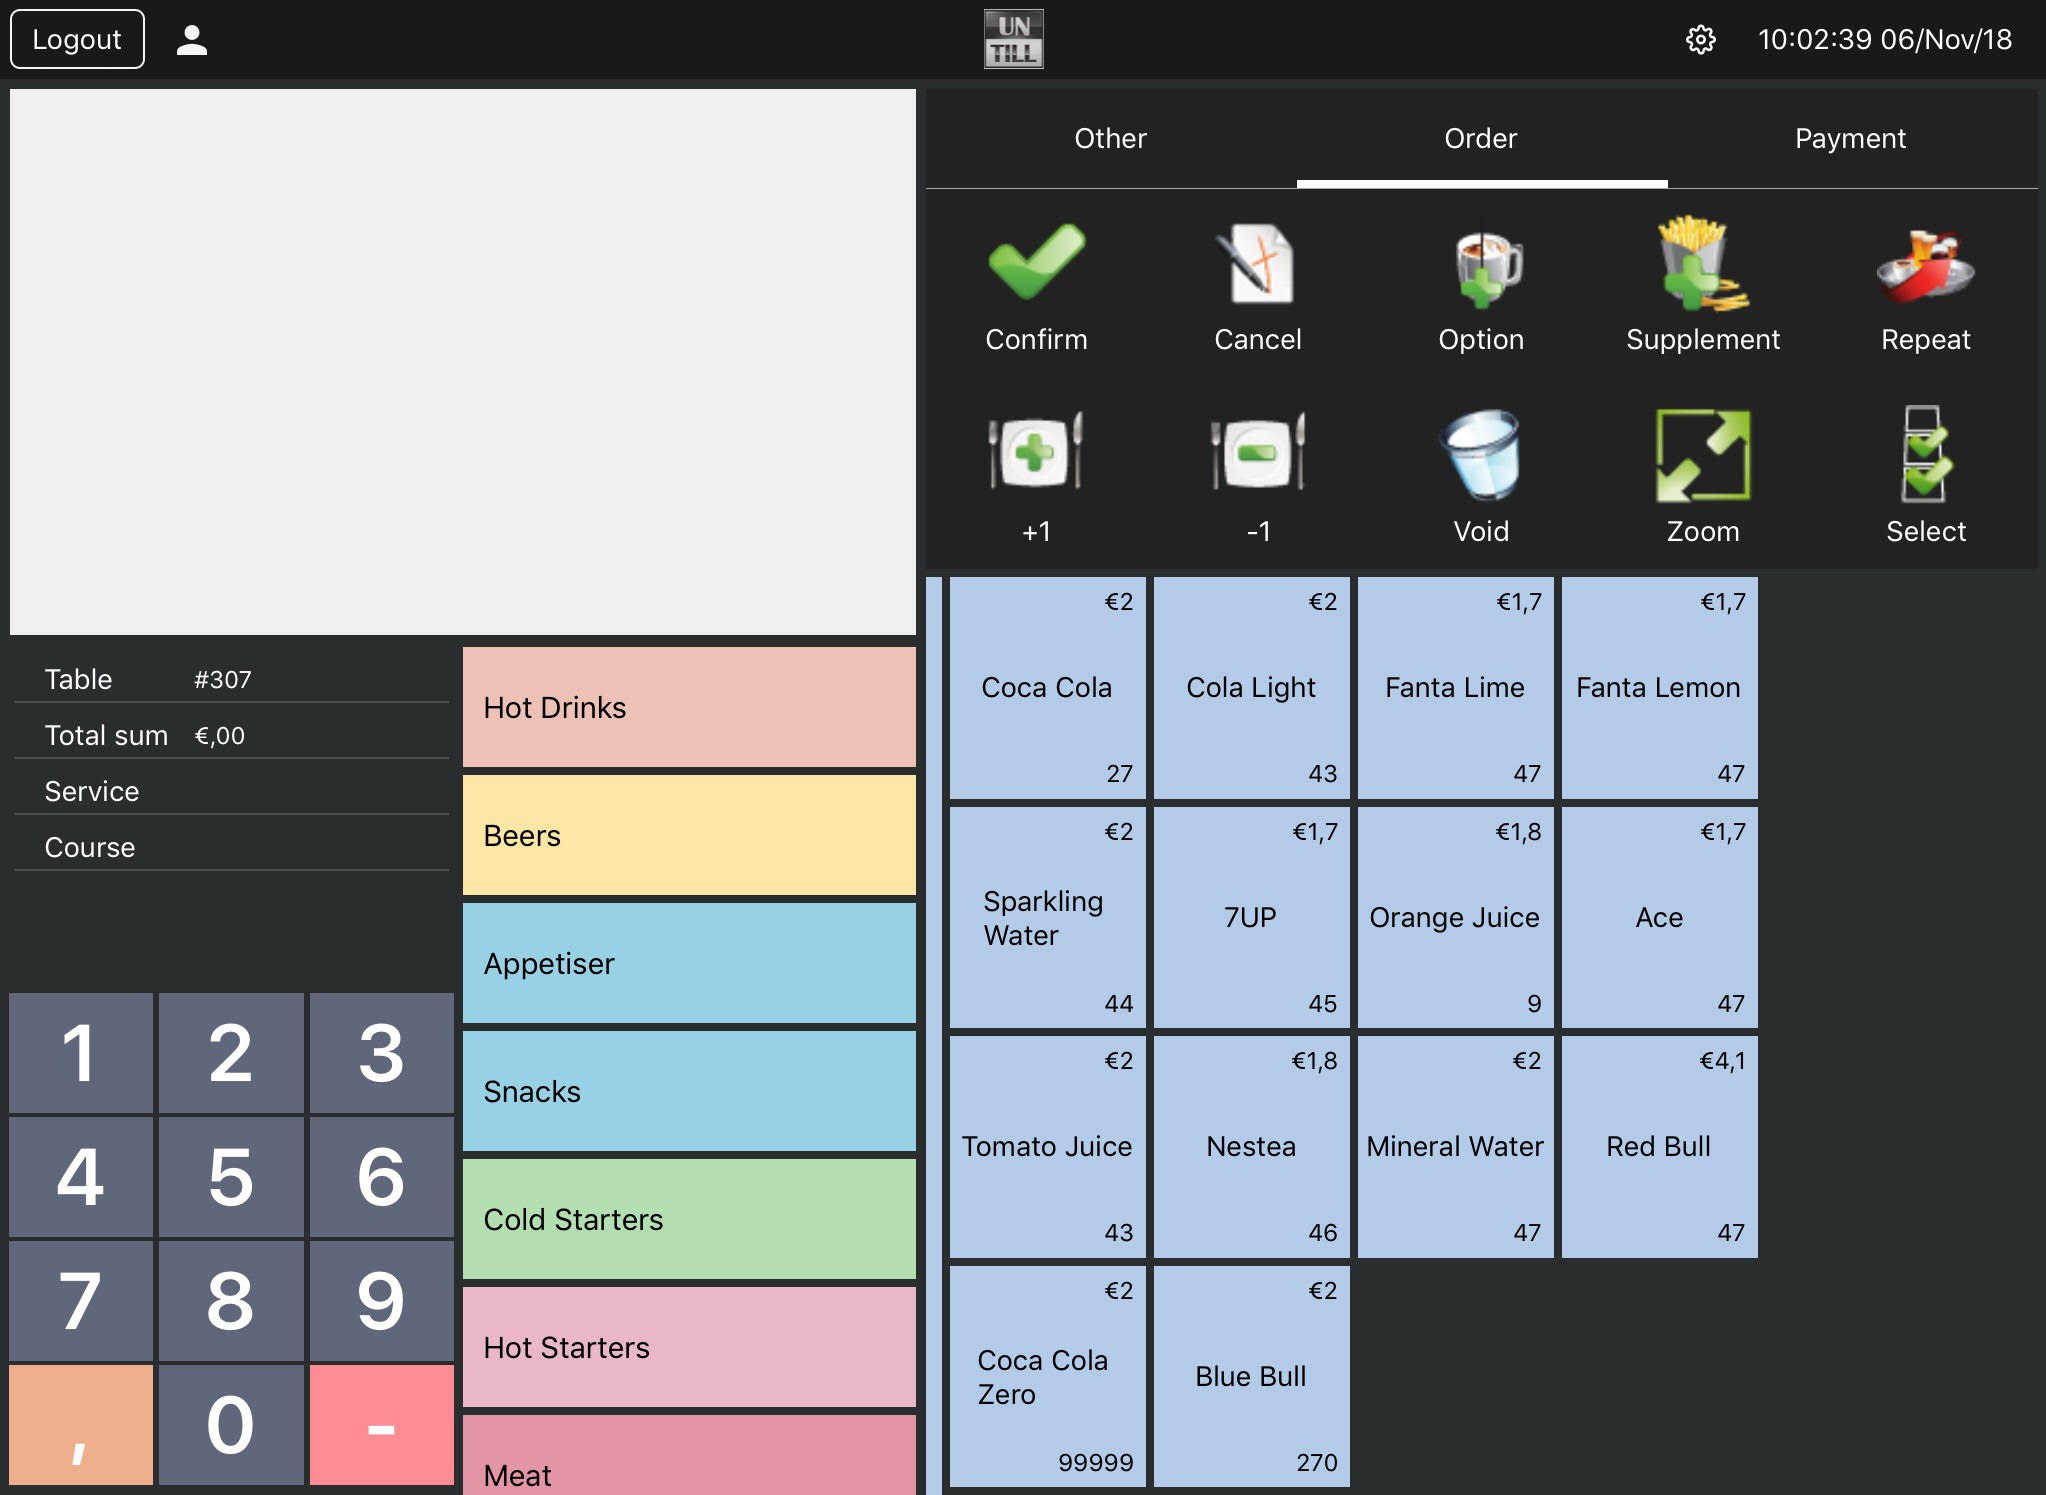 Logout
UN
TILL
10:02:39 06/Nov/18
Other
Order
Payment
Confirm
Cancel
Option
Supplement
Repeat
+1
-1
Void
Zoom
Select
Table #307
Total sum €,00
Service
Course
1
2
3
4
5
6
7
8
9
,
0
-
Hot Drinks
Beers
Appetiser
Snacks
Cold Starters
Hot Starters
Meat
€2
Coca Cola
27
€2
Cola Light
43
€1,7
Fanta Lime
47
€1,7
Fanta Lemon
47
€2
Sparkling
Water
44
€1,7
7UP
45
€1,8
Orange Juice
9
€1,7
Ace
47
€2
Tomato Juice
43
€1,8
Nestea
46
€2
Mineral Water
47
€4,1
Red Bull
47
€2
Coca Cola
Zero
99999
€2
Blue Bull
270